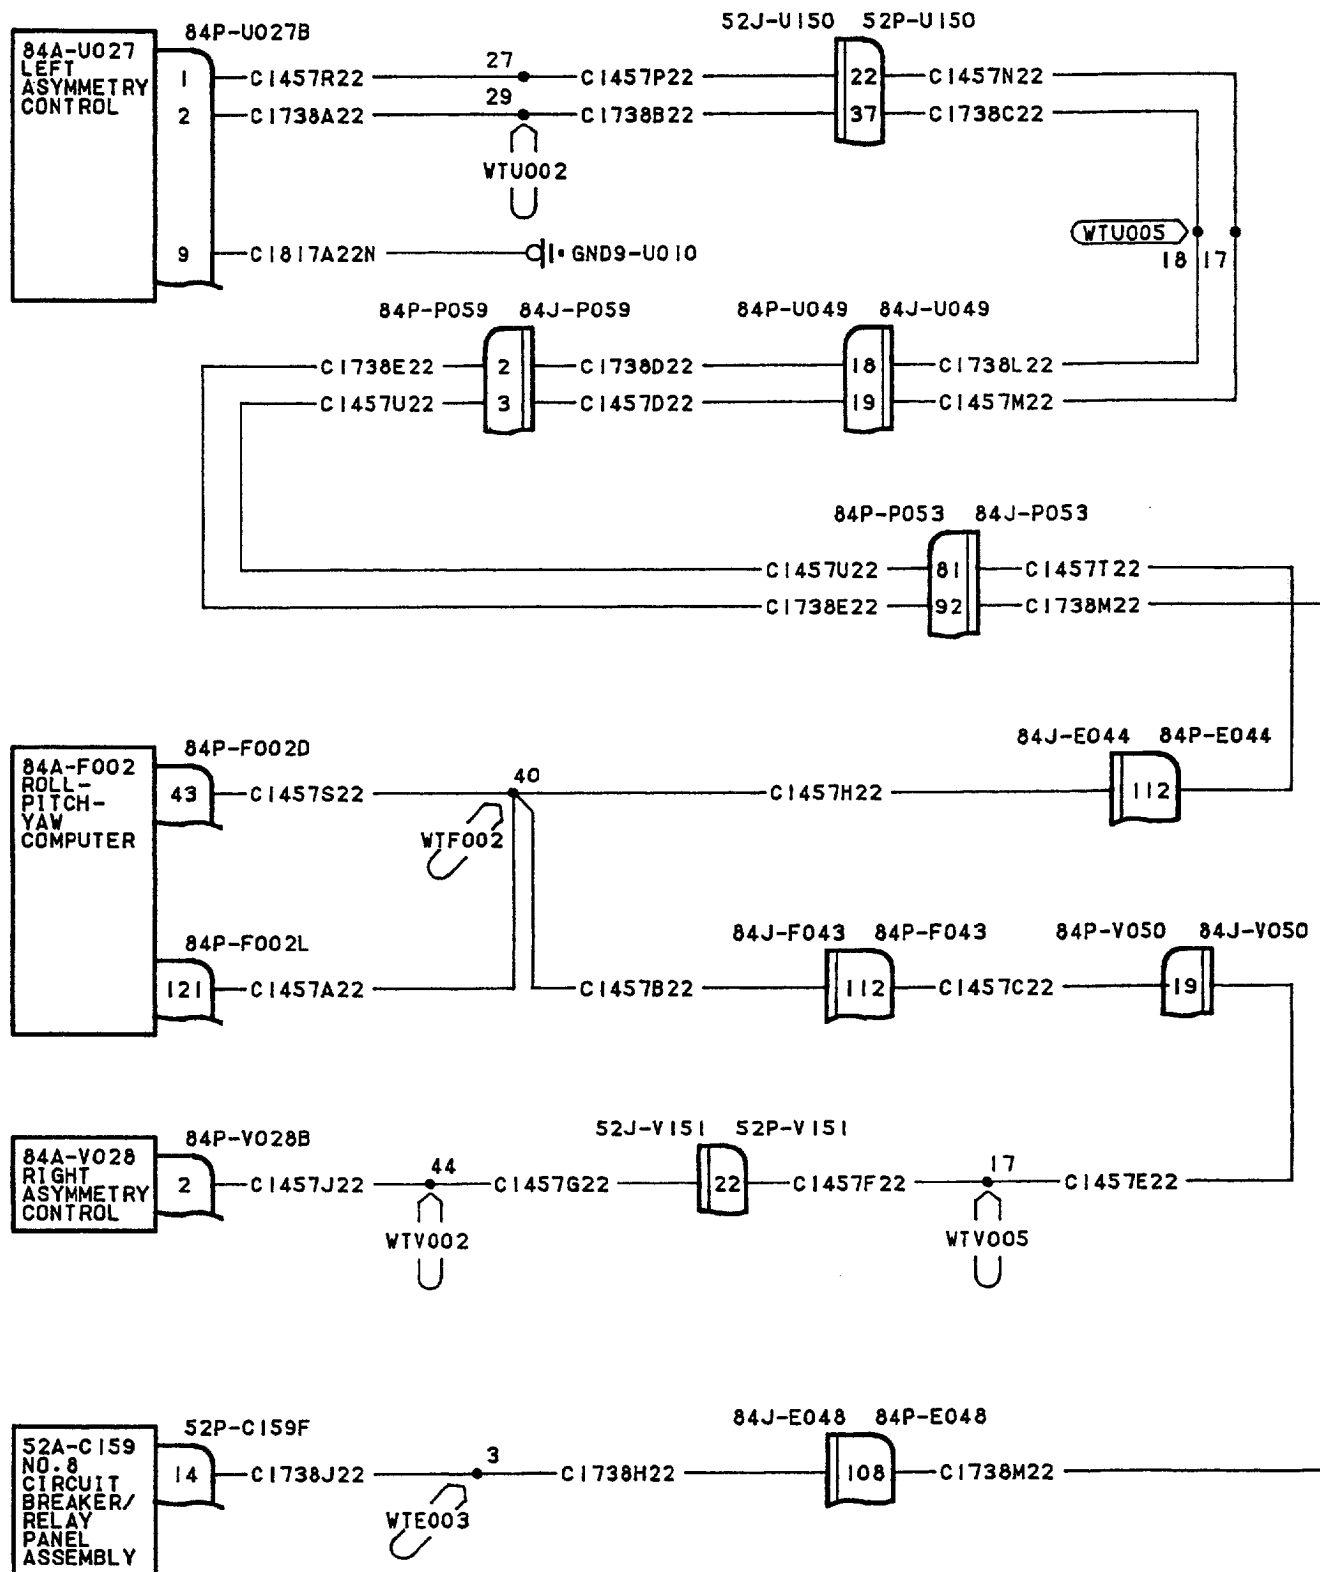 52J-U150 52P-U150
84P-U027B
84A-U027
LEFT
ASYMMETRY
CONTROL
1 C1457R22 27 C1457P22 22 C1457N22
2 C1738A22 29 C1738B22 37 C1738C22
WTU002
WTU005
18 17
9 C1817A22N GND9-U010
84P-P059 84J-P059 84P-U049 84J-U049
C1738E22 2 C1738D22 18 C1738L22
C1457U22 3 C1457D22 19 C1457M22
84P-P053 84J-P053
C1457U22 81 C1457T22
C1738E22 92 C1738M22
84J-E044 84P-E044
84P-F002D
84A-F002
ROLL-
PITCH-
YAW
COMPUTER
43 C1457S22 40 C1457H22 112
WTF002
84P-F002L 84J-F043 84P-F043 84P-V050 84J-V050
121 C1457A22 C1457B22 112 C1457C22 19
84P-V028B 52J-V151 52P-V151
84A-V028
RIGHT
ASYMMETRY
CONTROL
2 C1457J22 44 C1457G22 22 C1457F22 17 C1457E22
WTV002 WTV005
52P-C159F 84J-E048 84P-E048
52A-C159
NO.8
CIRCUIT
BREAKER/
RELAY
PANEL
ASSEMBLY
14 C1738J22 3 C1738H22 108 C1738M22
WTE003